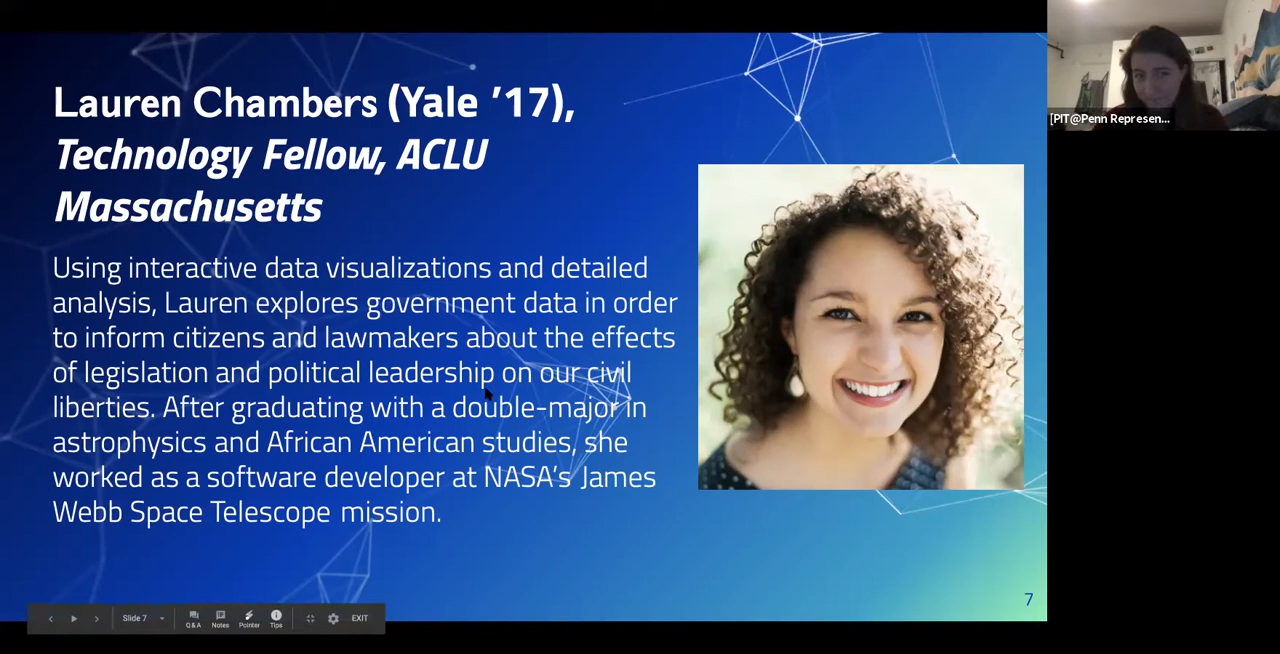 Lauren Chambers (Yale '17),
Technology Fellow, ACLU
Massachusetts
Using interactive data visualizations and detailed
analysis, Lauren explores government data in order
to inform citizens and lawmakers about the effects
of legislation and political leadership on our civil
liberties. After graduating with a double-major in
astrophysics and African American studies, she
worked as a software developer at NASA's James
Webb Space Telescope mission.
7
Slide 7
Q&A Notes Pointer Tips EXIT
[PIT@Penn Represen...